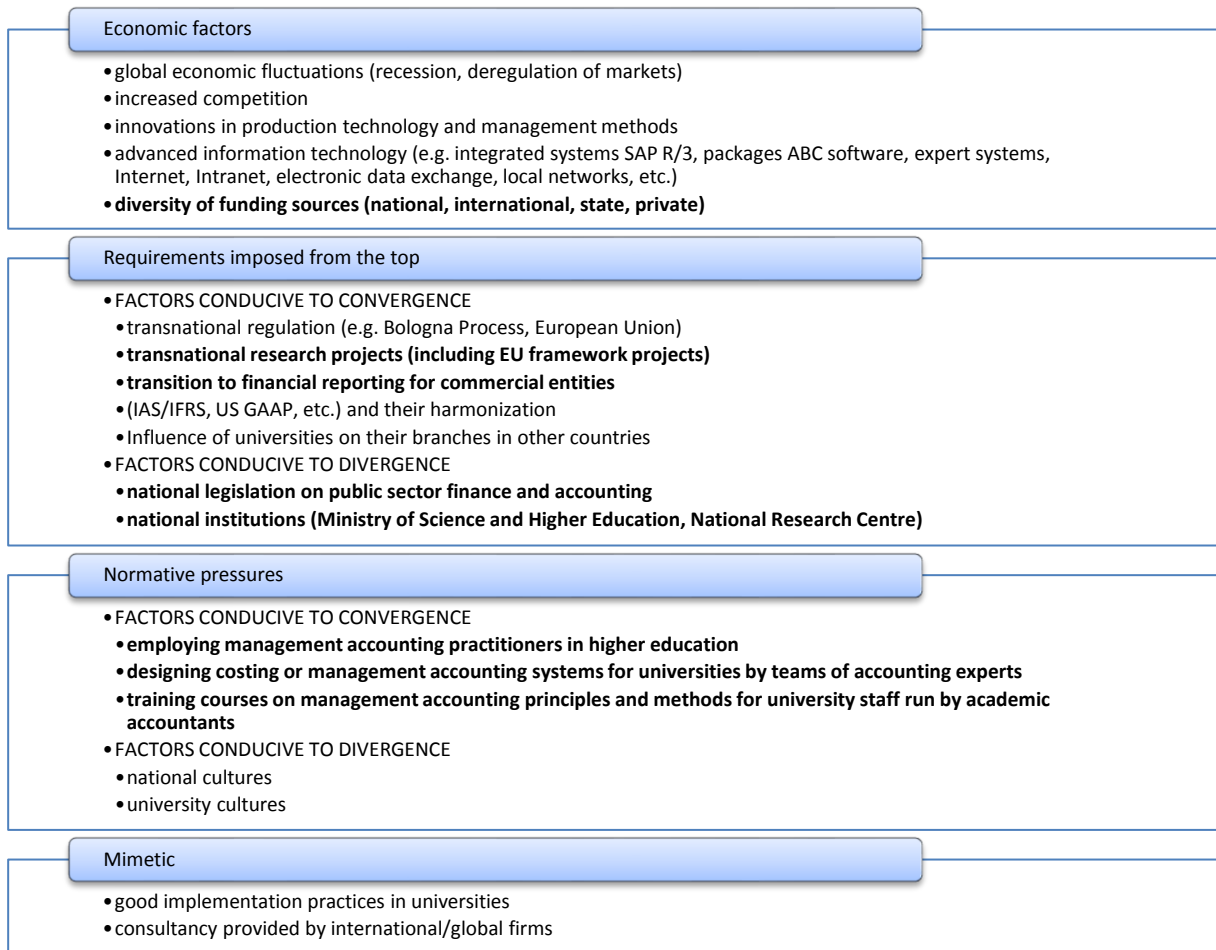 Economic factors
•global economic fluctuations (recession, deregulation of markets)
•increased competition
•innovations in production technology and management methods
•advanced information technology (e.g. integrated systems SAP R/3, packages ABC software, expert systems,
Internet, Intranet, electronic data exchange, local networks, etc.)
•diversity of funding sources (national, international, state, private)
Requirements imposed from the top
•FACTORS CONDUCIVE TO CONVERGENCE
•transnational regulation (e.g. Bologna Process, European Union)
•transnational research projects (including EU framework projects)
•transition to financial reporting for commercial entities
•(IAS/IFRS, US GAAP, etc.) and their harmonization
•Influence of universities on their branches in other countries
•FACTORS CONDUCIVE TO DIVERGENCE
•national legislation on public sector finance and accounting
•national institutions (Ministry of Science and Higher Education, National Research Centre)
Normative pressures
•FACTORS CONDUCIVE TO CONVERGENCE
•employing management accounting practitioners in higher education
•designing costing or management accounting systems for universities by teams of accounting experts
•training courses on management accounting principles and methods for university staff run by academic
accountants
•FACTORS CONDUCIVE TO DIVERGENCE
•national cultures
•university cultures
Mimetic
•good implementation practices in universities
•consultancy provided by international/global firms